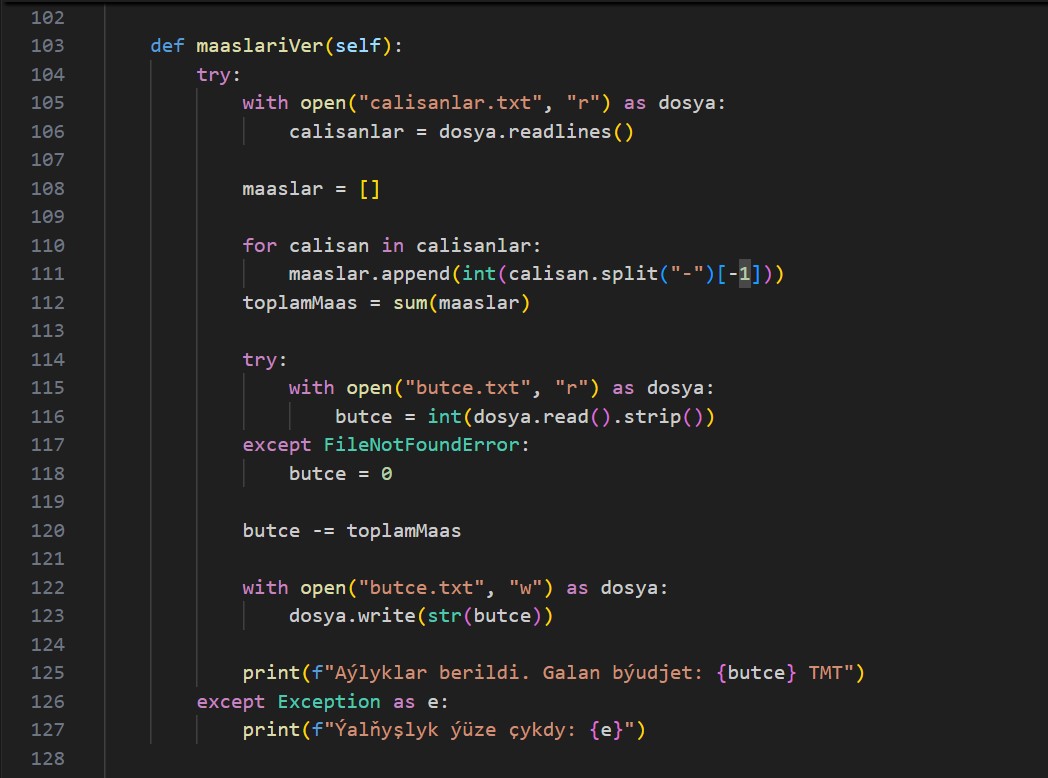 102
103 def maaslariVer(self):
104 try:
105 with open("calisanlar.txt", "r") as dosya:
106 calisanlar = dosya.readlines()
107
108 maaslar = []
109
110 for calisan in calisanlar:
111 maaslar.append(int(calisan.split("-")[-1]))
112 toplamMaas = sum(maaslar)
113
114 try:
115 with open("butce.txt", "r") as dosya:
116 butce = int(dosya.read().strip())
117 except FileNotFoundError:
118 butce = 0
119
120 butce -= toplamMaas
121
122 with open("butce.txt", "w") as dosya:
123 dosya.write(str(butce))
124
125 print(f"Aýlyklar berildi. Galan býudjet: {butce} TMT")
126 except Exception as e:
127 print(f"Ýalňyşlyk ýüze çykdy: {e}")
128